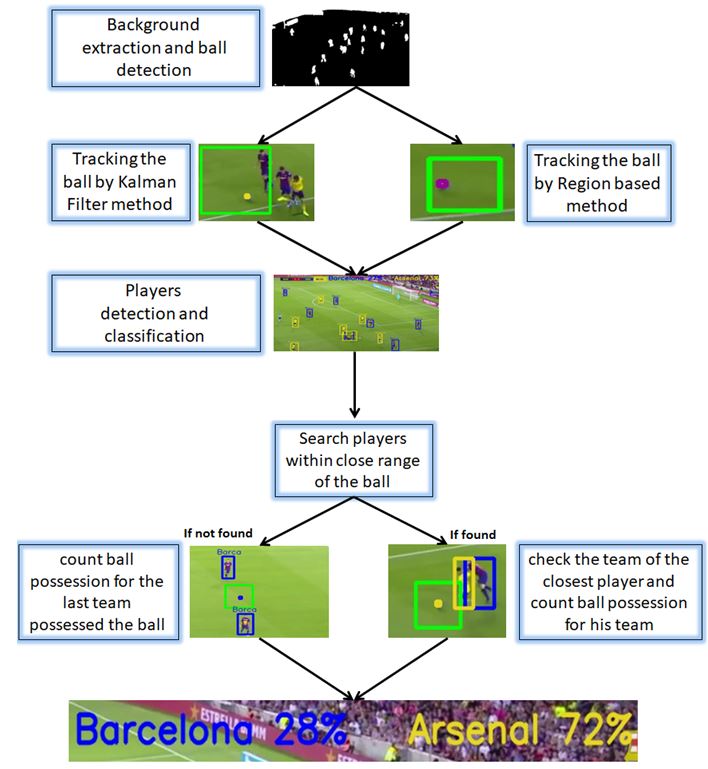 Background
extraction and ball
detection
Tracking the
ball by Kalman
Filter method
Tracking the ball
by Region based
method
Players
detection and
classification
Barcelona 27% Arsenal 73%
Search players
within close range
of the ball
If not found
If found
count ball
possession for the
last team
possessed the ball
Barca
Barca
check the team of the
closest player and
count ball possession
for his team
Barcelona 28% Arsenal 72%